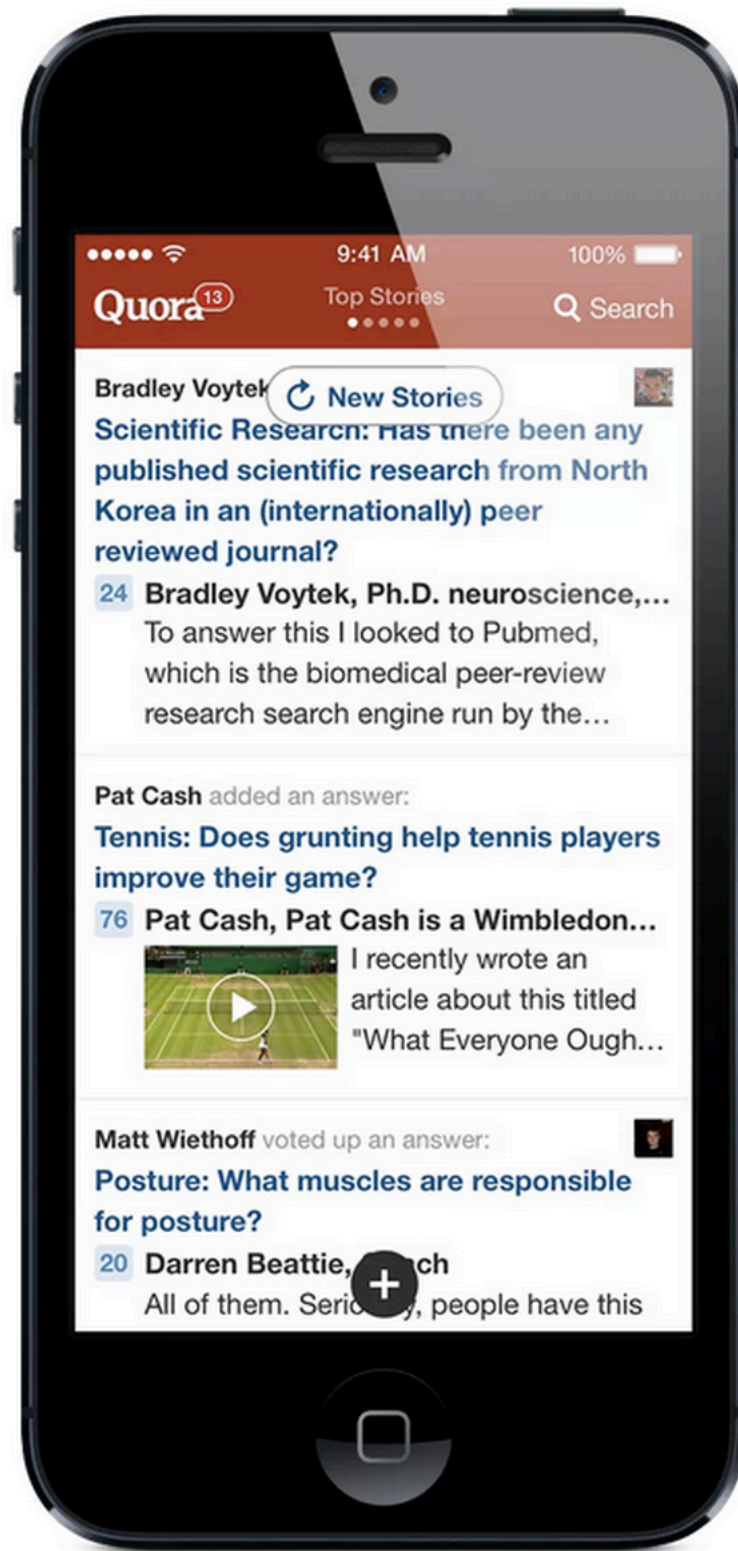 9:41 AM 100%
Quora 13 Top Stories Search
Bradley Voytek
New Stories
Scientific Research: Has there been any
published scientific research from North
Korea in an (internationally) peer
reviewed journal?
24 Bradley Voytek, Ph.D. neuroscience,...
To answer this I looked to Pubmed,
which is the biomedical peer-review
research search engine run by the...
Pat Cash added an answer:
Tennis: Does grunting help tennis players
improve their game?
76 Pat Cash, Pat Cash is a Wimbledon...
I recently wrote an
article about this titled
"What Everyone Ough...
Matt Wiethoff voted up an answer:
Posture: What muscles are responsible
for posture?
20 Darren Beattie,
All of them. people have this